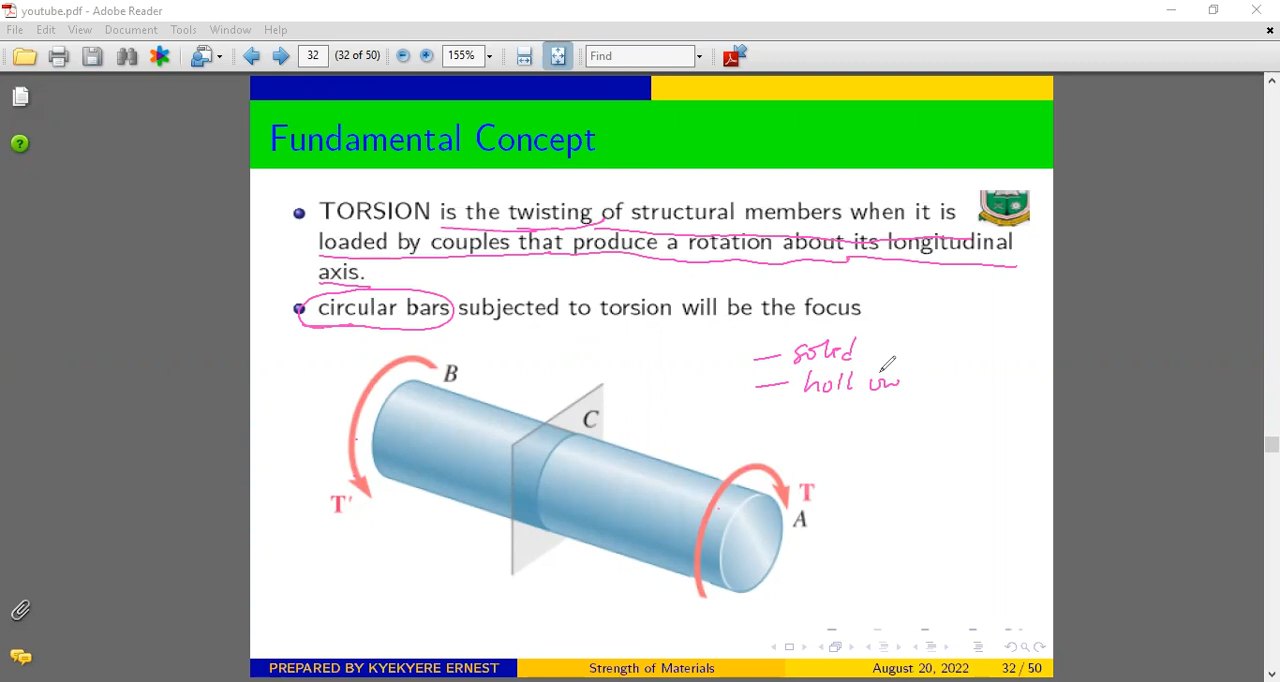 youtube.pdf - Adobe Reader
File Edit View Document Tools Window Help
32 (32 of 50) 155% Find
Fundamental Concept
TORSION is the twisting of structural members when it is
loaded by couples that produce a rotation about its longitudinal
axis.
circular bars subjected to torsion will be the focus
— solid
— hollow
B
C
T'
T
A
PREPARED BY KYEKYERE ERNEST Strength of Materials August 20, 2022 32 / 50